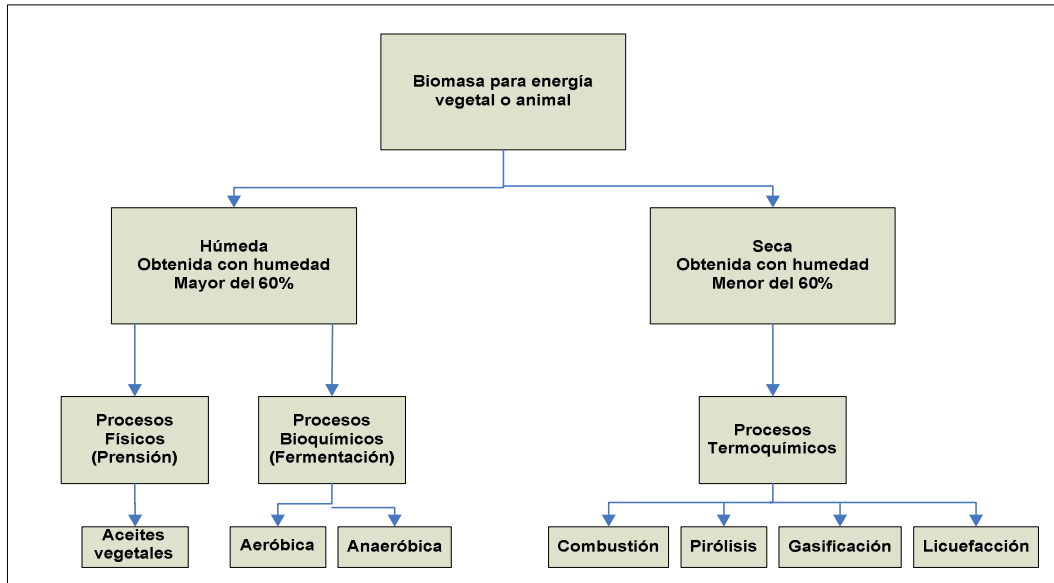 Biomasa para energía
vegetal o animal
Húmeda
Obtenida con humedad
Mayor del 60%
Seca
Obtenida con humedad
Menor del 60%
Procesos
Físicos
(Prensión)
Procesos
Bioquímicos
(Fermentación)
Procesos
Termoquímicos
Aceites
vegetales
Aeróbica
Anaeróbica
Combustión
Pirólisis
Gasificación
Licuefacción